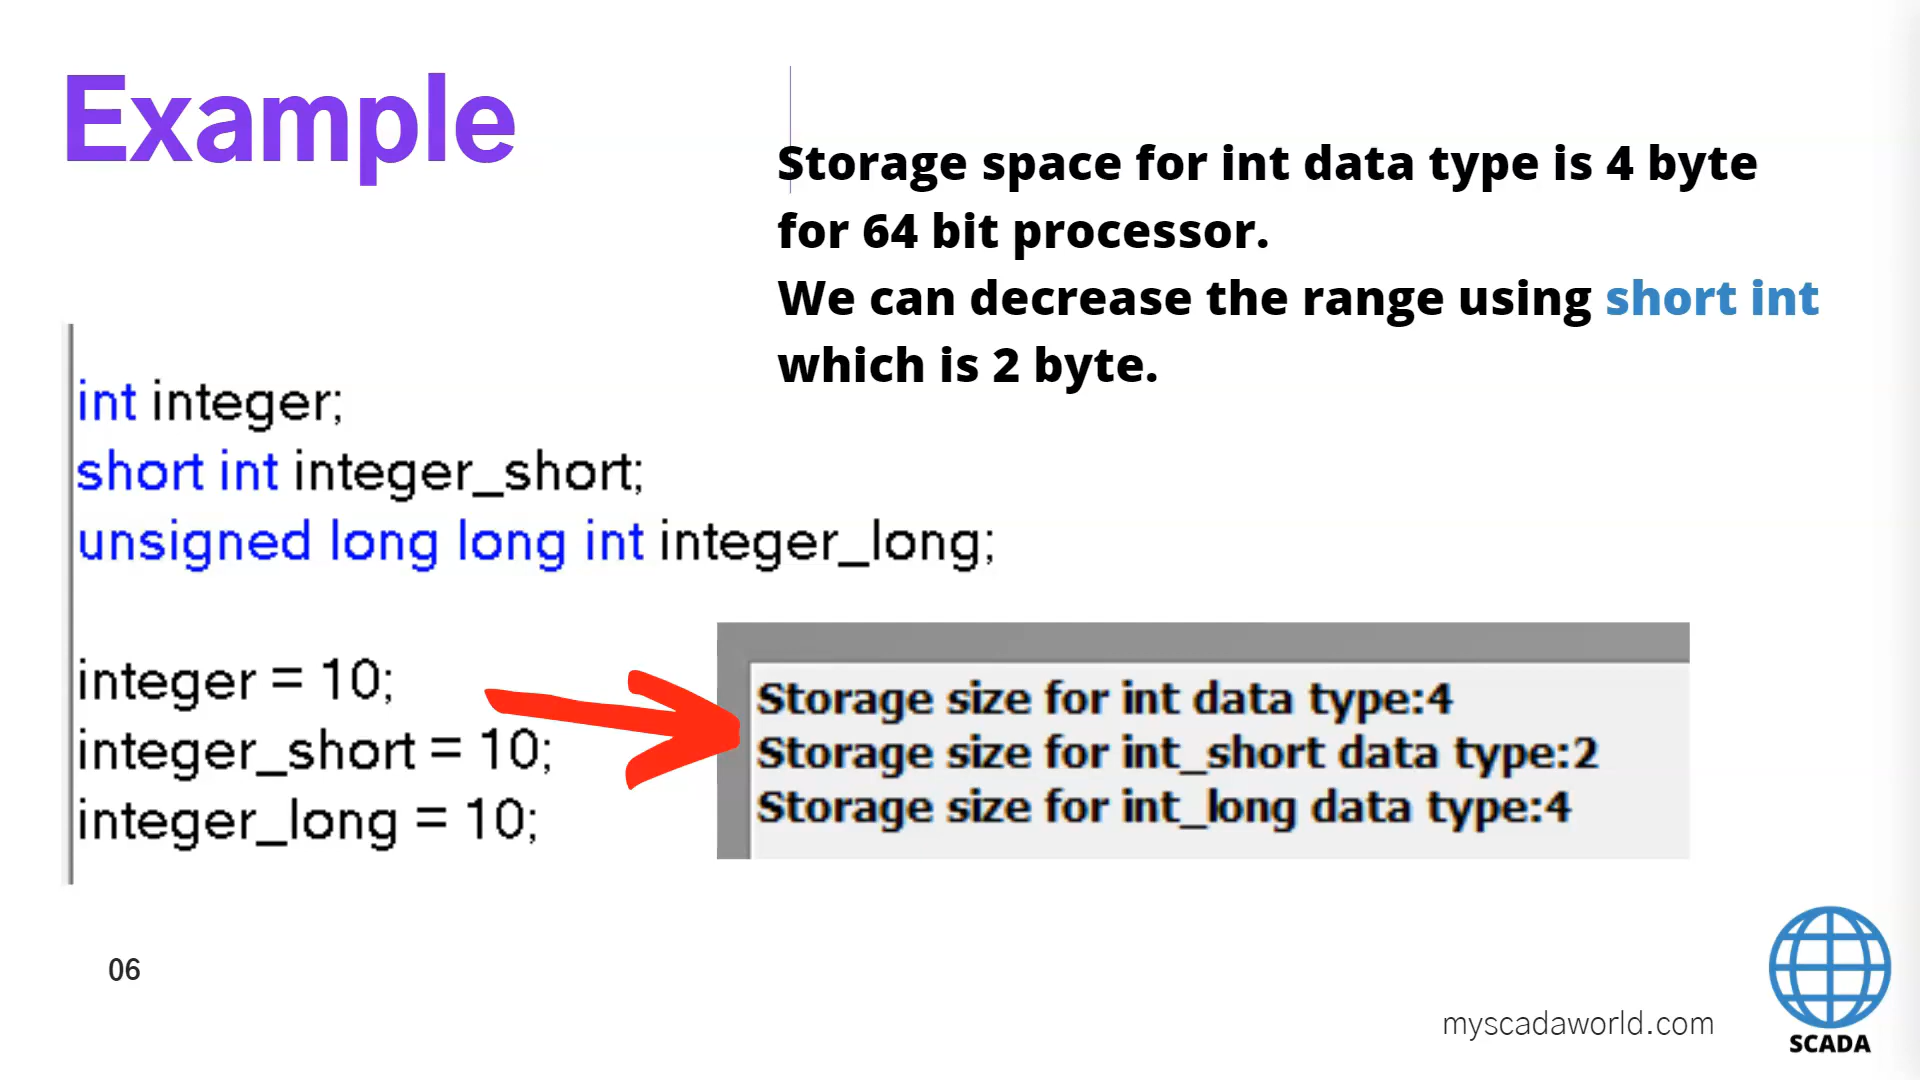 Example
Storage space for int data type is 4 byte
for 64 bit processor.
We can decrease the range using short int
which is 2 byte.
int integer;
short int integer_short;
unsigned long long int integer_long;
integer = 10;
integer_short = 10;
integer_long = 10;
Storage size for int data type:4
Storage size for int_short data type:2
Storage size for int_long data type:4
06
myscadaworld.com
SCADA